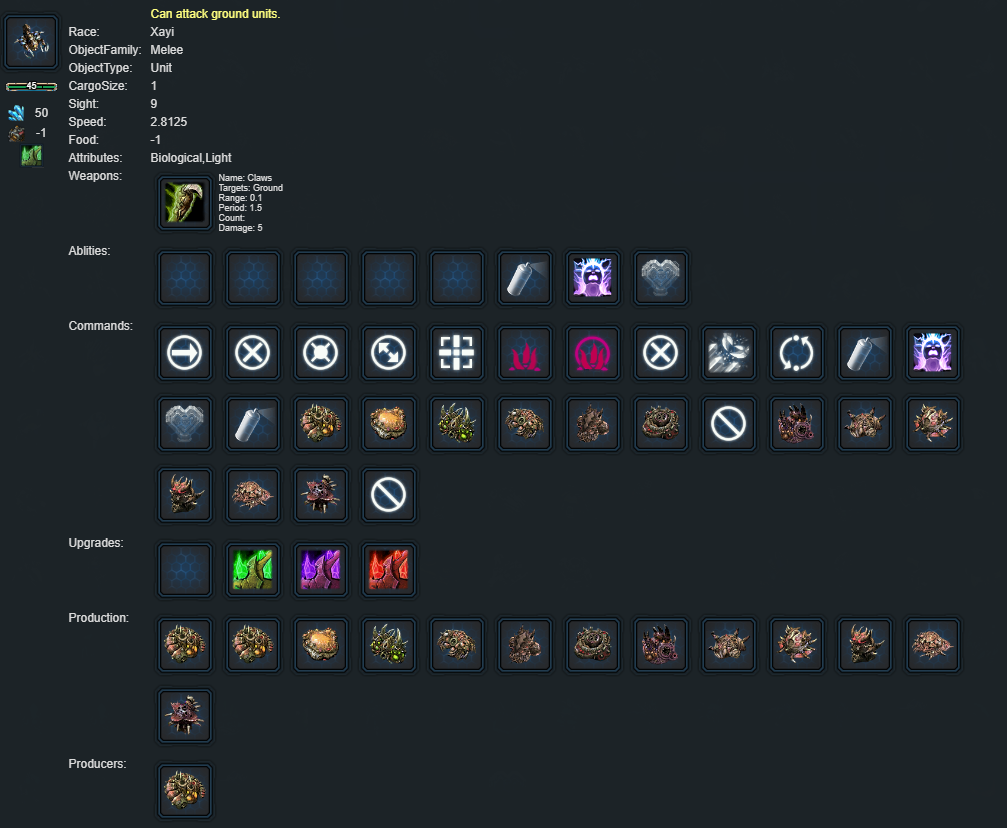 Can attack ground units.
Race: Xayi
ObjectFamily: Melee
ObjectType: Unit
45 CargoSize: 1
Sight: 9
50 Speed: 2.8125
-1 Food: -1
Attributes: Biological,Light
Weapons: Name: Claws
Targets: Ground
Range: 0.1
Period: 1.5
Count:
Damage: 5
Ablities:
Commands:
Upgrades:
Production:
Producers: